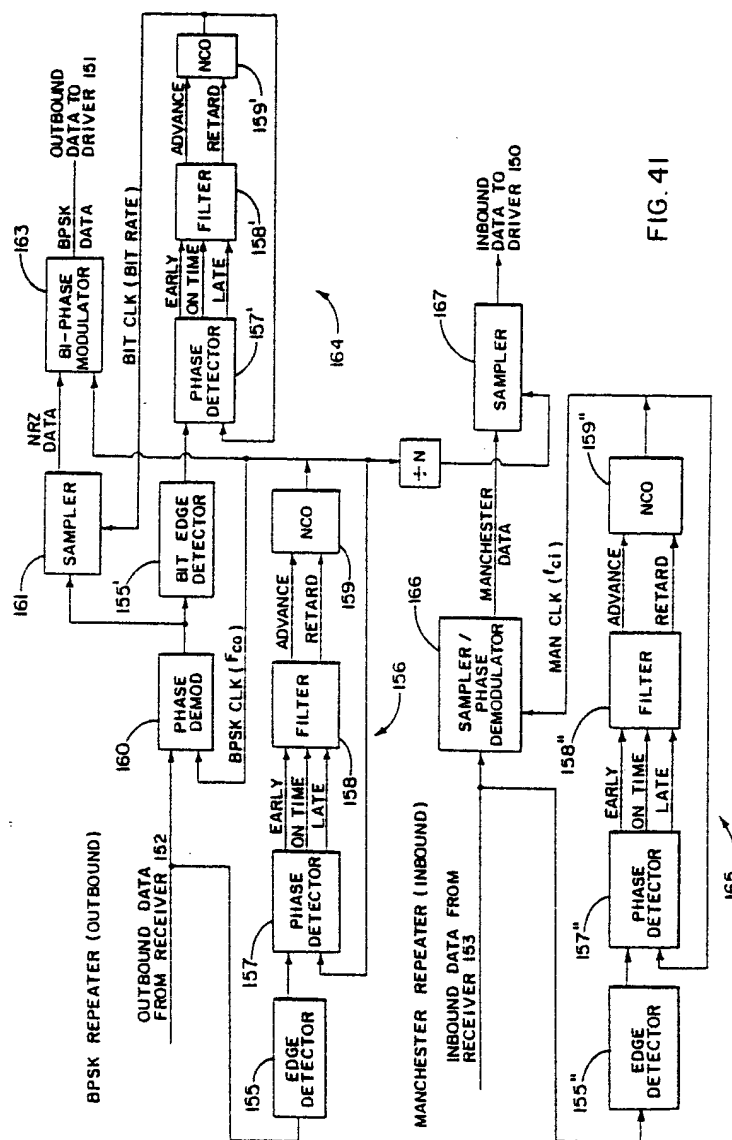 BPSK REPEATER (OUTBOUND)
OUTBOUND DATA
FROM RECEIVER 152
160
PHASE
DEMOD
161
SAMPLER
NRZ
DATA
163
BI-PHASE
MODULATOR
BPSK
DATA
OUTBOUND
DATA TO
DRIVER 151
BIT CLK (BIT RATE)
155'
BIT EDGE
DETECTOR
PHASE
DETECTOR
157'
EARLY
ON TIME
LATE
FILTER
158'
ADVANCE
RETARD
NCO
159'
164
BPSK CLK (FCO)
155
EDGE
DETECTOR
157
PHASE
DETECTOR
EARLY
ON TIME
LATE
FILTER
158
ADVANCE
RETARD
NCO
159
156
÷N
MANCHESTER REPEATER (INBOUND)
INBOUND DATA FROM
RECEIVER 153
166
SAMPLER /
PHASE
DEMODULATOR
MANCHESTER
DATA
167
SAMPLER
INBOUND
DATA TO
DRIVER 150
MAN CLK (fci)
155"
EDGE
DETECTOR
157"
PHASE
DETECTOR
EARLY
ON TIME
LATE
158"
FILTER
ADVANCE
RETARD
NCO
159"
165
FIG. 41